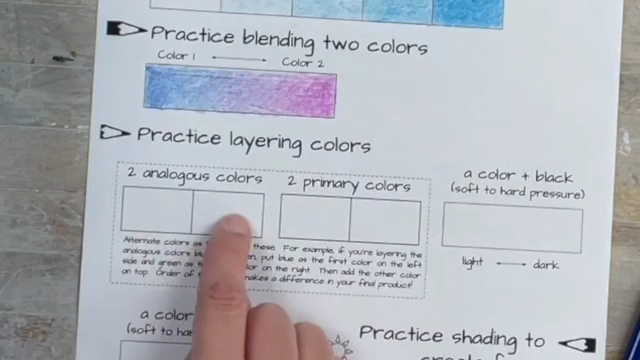 Practice blending two colors
Color 1 Color 2
Practice layering colors
2 analogous colors 2 primary colors
a color + black
(soft to hard pressure)
Alternate colors as these. For example, if you're layering the
analogous colors put blue as the first color on the left
side and green as on the right. Then add the other color
on top. Order of makes a difference in your final product!
light dark
a color
(soft to
Practice shading to